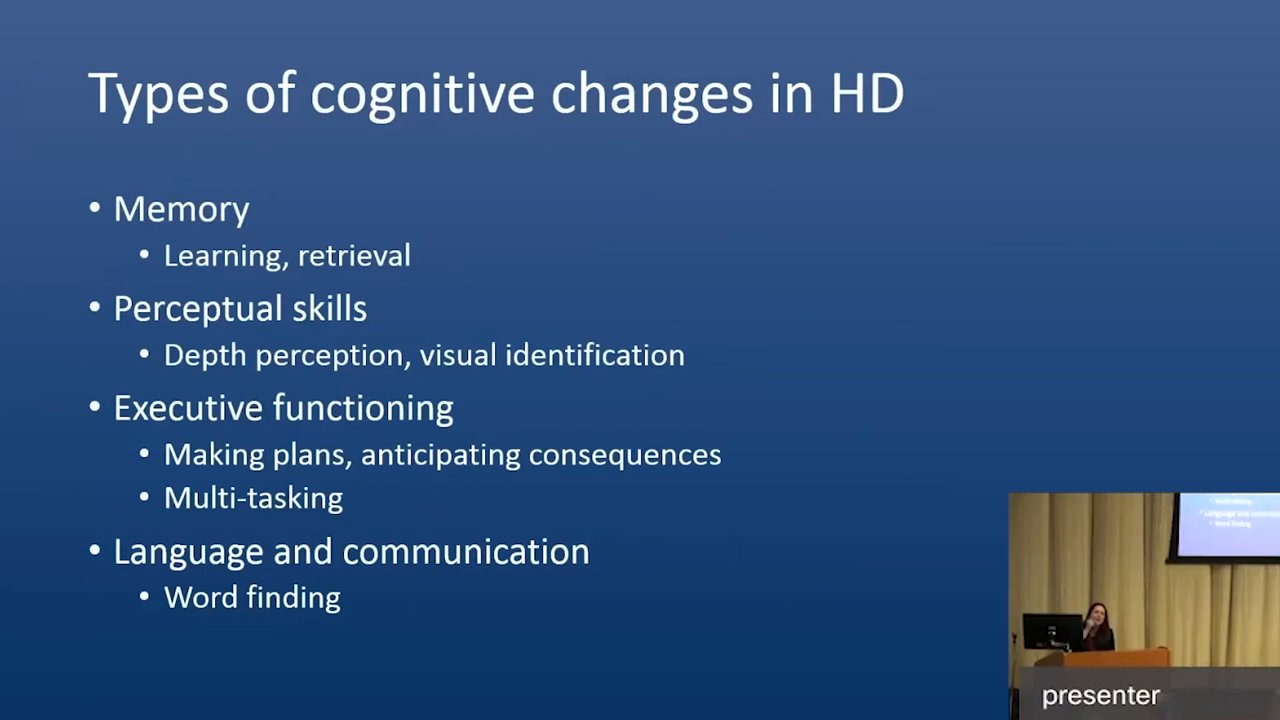 Types of cognitive changes in HD
• Memory
• Learning, retrieval
• Perceptual skills
• Depth perception, visual identification
• Executive functioning
• Making plans, anticipating consequences
• Multi-tasking
• Language and communication
• Word finding
presenter